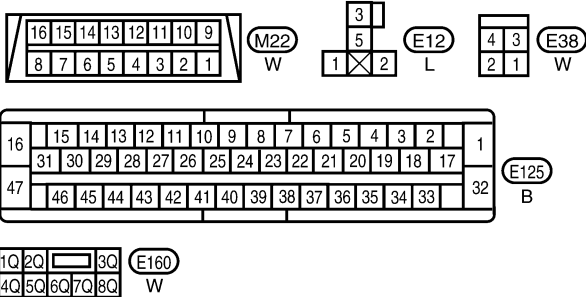 16 15 14 13 12 11 10 9
8 7 6 5 4 3 2 1
M22
W
3
5
1 2
E12
L
4 3
2 1
E38
W
16 15 14 13 12 11 10 9 8 7 6 5 4 3 2 1
31 30 29 28 27 26 25 24 23 22 21 20 19 18 17
47 46 45 44 43 42 41 40 39 38 37 36 35 34 33 32
E125
B
1Q 2Q 3Q
4Q 5Q 6Q 7Q 8Q
E160
W